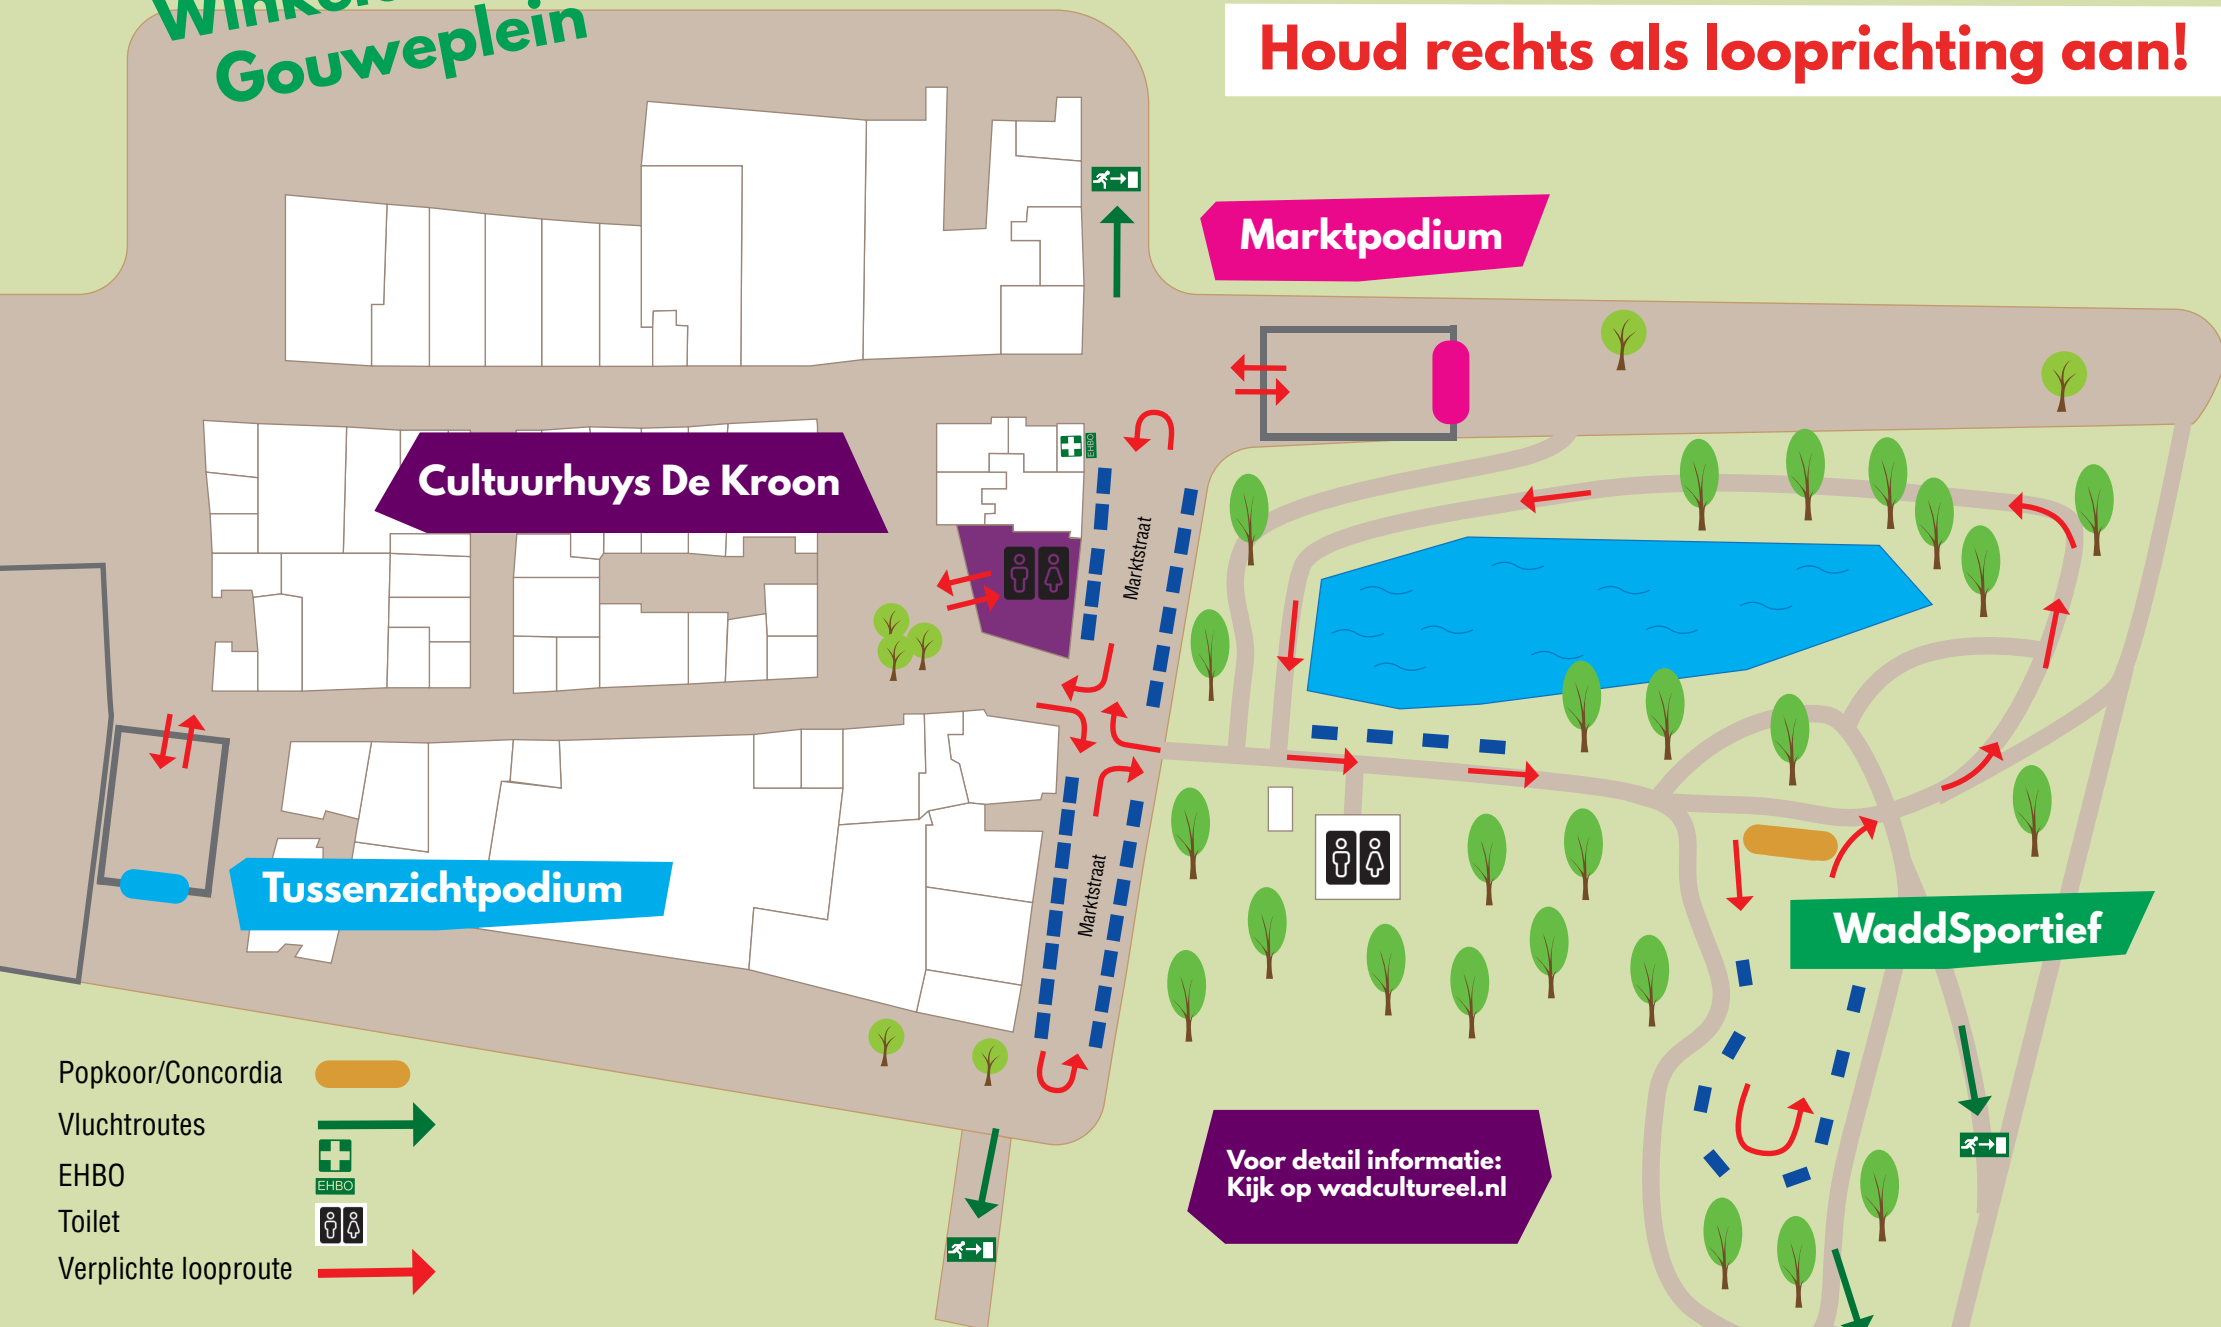 Gouweplein
Houd rechts als looprichting aan!
Marktpodium
EHBO
Cultuurhuys De Kroon
Marktstraat
Tussenzichtpodium
Marktstraat
WaddSportief
Popkoor/Concordia
Vluchtroutes
EHBO
EHBO
Toilet
Verplichte looproute
Voor detail informatie:
Kijk op wadcultureel.nl